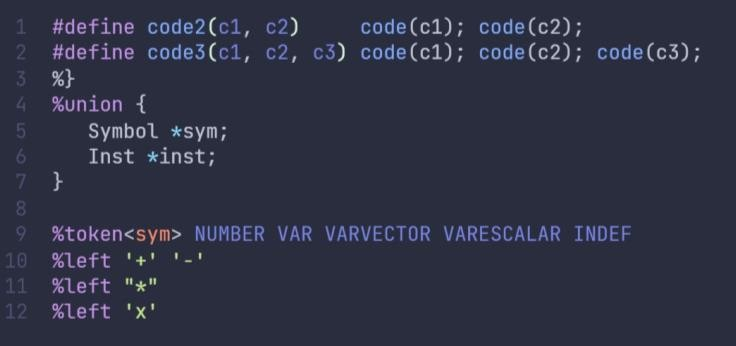 1 #define code2(c1, c2)     code(c1); code(c2);
2 #define code3(c1, c2, c3) code(c1); code(c2); code(c3);
3 %}
4 %union {
5    Symbol *sym;
6    Inst *inst;
7 }
8
9 %token<sym> NUMBER VAR VARVECTOR VARESCALAR INDEF
10 %left '+' '-'
11 %left "*"
12 %left 'x'